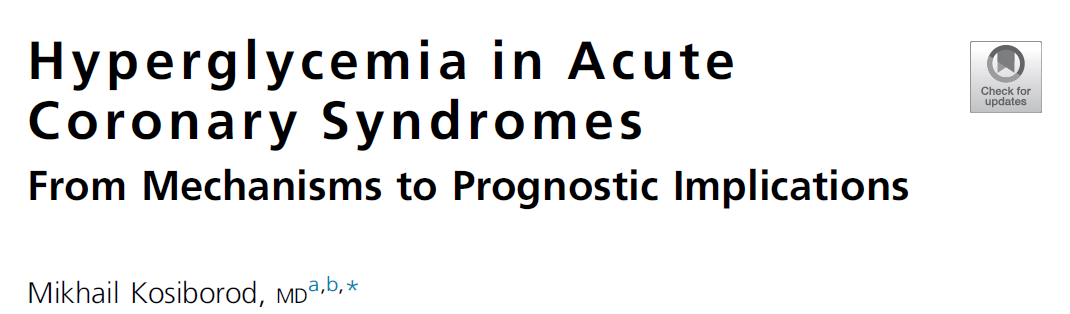 Hyperglycemia in Acute
Coronary Syndromes
From Mechanisms to Prognostic Implications
Check for
updates
Mikhail Kosiborod, MDa,b,*